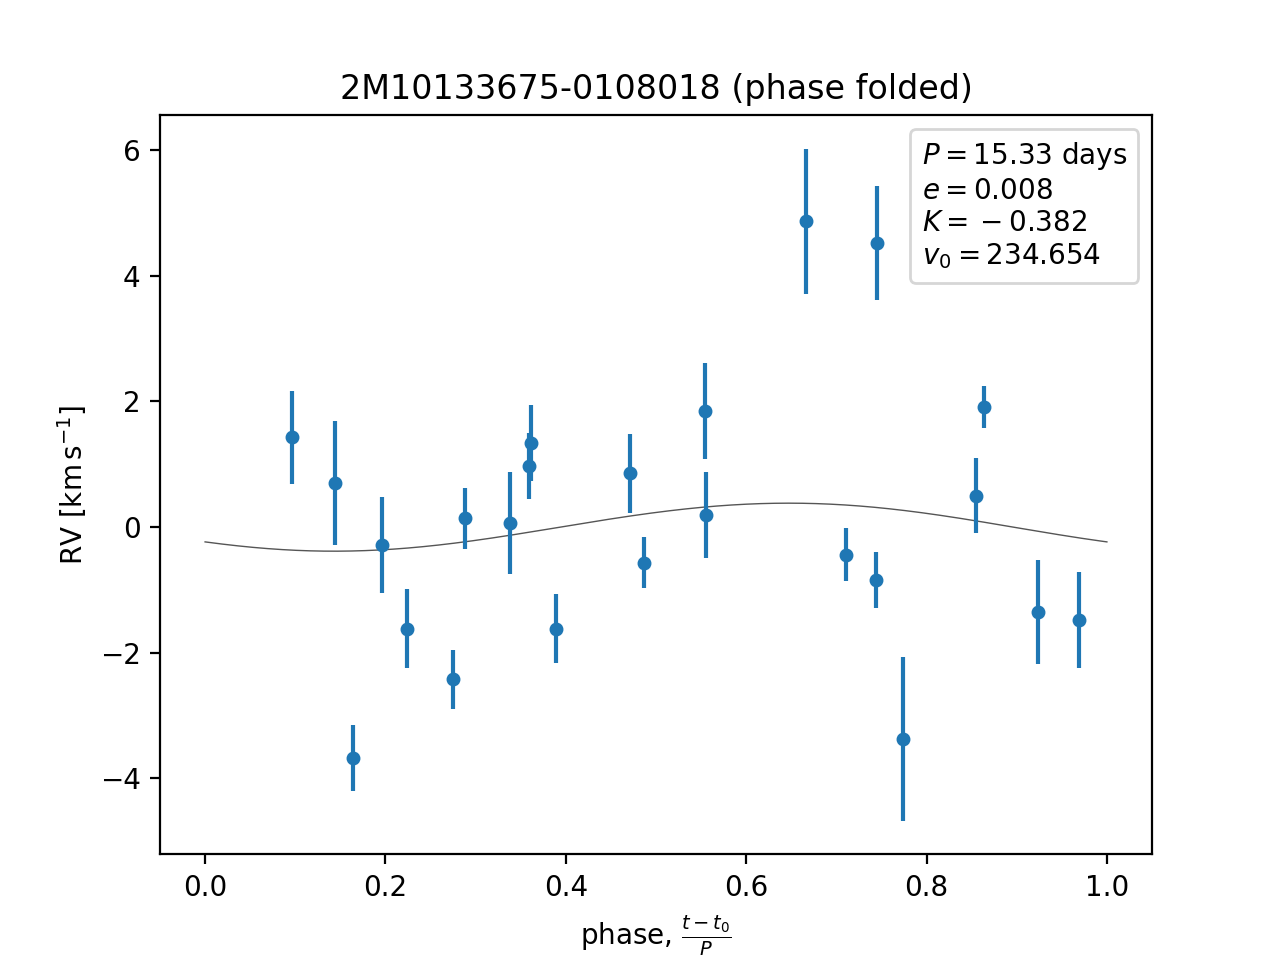 2M10133675-0108018 (phase folded)
P = 15.33 days
e = 0.008
K = −0.382
v₀ = 234.654
6
4
2
0
−2
−4
RV [km s⁻¹]
0.0 0.2 0.4 0.6 0.8 1.0
phase, (t − t₀)/P